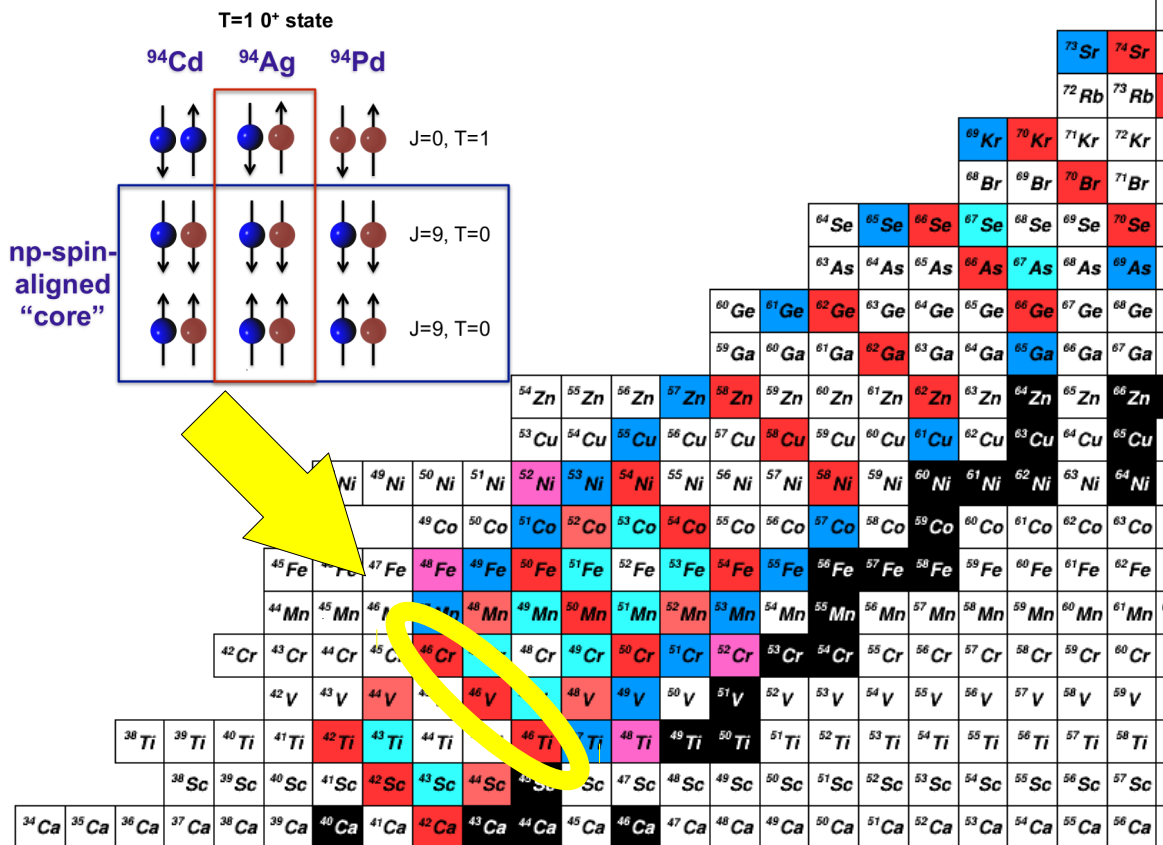 T=1 0⁺ state
⁹⁴Cd ⁹⁴Ag ⁹⁴Pd
J=0, T=1
np-spin-
aligned
“core”
J=9, T=0
J=9, T=0
⁷³Sr ⁷⁴Sr
⁷²Rb ⁷³Rb
⁶⁹Kr ⁷⁰Kr ⁷¹Kr ⁷²Kr
⁶⁸Br ⁶⁹Br ⁷⁰Br ⁷¹Br
⁶⁴Se ⁶⁵Se ⁶⁶Se ⁶⁷Se ⁶⁸Se ⁶⁹Se ⁷⁰Se
⁶³As ⁶⁴As ⁶⁵As ⁶⁶As ⁶⁷As ⁶⁸As ⁶⁹As
⁶⁰Ge ⁶¹Ge ⁶²Ge ⁶³Ge ⁶⁴Ge ⁶⁵Ge ⁶⁶Ge ⁶⁷Ge ⁶⁸Ge
⁵⁹Ga ⁶⁰Ga ⁶¹Ga ⁶²Ga ⁶³Ga ⁶⁴Ga ⁶⁵Ga ⁶⁶Ga ⁶⁷Ga
⁵⁴Zn ⁵⁵Zn ⁵⁶Zn ⁵⁷Zn ⁵⁸Zn ⁵⁹Zn ⁶⁰Zn ⁶¹Zn ⁶²Zn ⁶³Zn ⁶⁴Zn ⁶⁵Zn ⁶⁶Zn
⁵³Cu ⁵⁴Cu ⁵⁵Cu ⁵⁶Cu ⁵⁷Cu ⁵⁸Cu ⁵⁹Cu ⁶⁰Cu ⁶¹Cu ⁶²Cu ⁶³Cu ⁶⁴Cu ⁶⁵Cu
Ni ⁴⁹Ni ⁵⁰Ni ⁵¹Ni ⁵²Ni ⁵³Ni ⁵⁴Ni ⁵⁵Ni ⁵⁶Ni ⁵⁷Ni ⁵⁸Ni ⁵⁹Ni ⁶⁰Ni ⁶¹Ni ⁶²Ni ⁶³Ni ⁶⁴Ni
⁴⁹Co ⁵⁰Co ⁵¹Co ⁵²Co ⁵³Co ⁵⁴Co ⁵⁵Co ⁵⁶Co ⁵⁷Co ⁵⁸Co ⁵⁹Co ⁶⁰Co ⁶¹Co ⁶²Co ⁶³Co
⁴⁵Fe ⁴⁷Fe ⁴⁸Fe ⁴⁹Fe ⁵⁰Fe ⁵¹Fe ⁵²Fe ⁵³Fe ⁵⁴Fe ⁵⁵Fe ⁵⁶Fe ⁵⁷Fe ⁵⁸Fe ⁵⁹Fe ⁶⁰Fe ⁶¹Fe ⁶²Fe
⁴⁴Mn ⁴⁵Mn Mn ⁴⁸Mn ⁴⁹Mn ⁵⁰Mn ⁵¹Mn ⁵²Mn ⁵³Mn ⁵⁴Mn ⁵⁵Mn ⁵⁶Mn ⁵⁷Mn ⁵⁸Mn ⁵⁹Mn ⁶⁰Mn ⁶¹Mn
⁴²Cr ⁴³Cr ⁴⁴Cr ⁴⁵Cr ⁴⁶Cr Cr ⁴⁸Cr ⁴⁹Cr ⁵⁰Cr ⁵¹Cr ⁵²Cr ⁵³Cr ⁵⁴Cr ⁵⁵Cr ⁵⁶Cr ⁵⁷Cr ⁵⁸Cr ⁵⁹Cr ⁶⁰Cr
⁴²V ⁴³V ⁴⁴V ⁴⁶V ⁴⁸V ⁴⁹V ⁵⁰V ⁵¹V ⁵²V ⁵³V ⁵⁴V ⁵⁵V ⁵⁶V ⁵⁷V ⁵⁸V ⁵⁹V
³⁸Ti ³⁹Ti ⁴⁰Ti ⁴¹Ti ⁴²Ti ⁴³Ti ⁴⁴Ti ⁴⁶Ti Ti ⁴⁸Ti ⁴⁹Ti ⁵⁰Ti ⁵¹Ti ⁵²Ti ⁵³Ti ⁵⁴Ti ⁵⁵Ti ⁵⁶Ti ⁵⁷Ti ⁵⁸Ti
³⁸Sc ³⁹Sc ⁴⁰Sc ⁴¹Sc ⁴²Sc ⁴³Sc ⁴⁴Sc ⁴⁵Sc Sc ⁴⁷Sc ⁴⁸Sc ⁴⁹Sc ⁵⁰Sc ⁵¹Sc ⁵²Sc ⁵³Sc ⁵⁴Sc ⁵⁵Sc ⁵⁶Sc ⁵⁷Sc
³⁴Ca ³⁵Ca ³⁶Ca ³⁷Ca ³⁸Ca ³⁹Ca ⁴⁰Ca ⁴¹Ca ⁴²Ca ⁴³Ca ⁴⁴Ca ⁴⁵Ca ⁴⁶Ca ⁴⁷Ca ⁴⁸Ca ⁴⁹Ca ⁵⁰Ca ⁵¹Ca ⁵²Ca ⁵³Ca ⁵⁴Ca ⁵⁵Ca ⁵⁶Ca